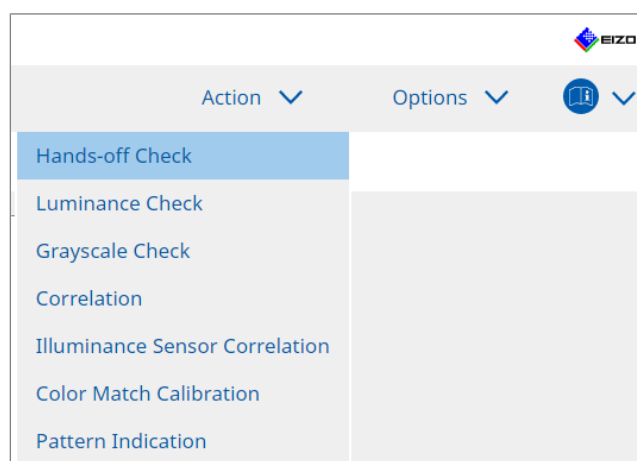 EIZO
Action Options
Hands-off Check
Luminance Check
Grayscale Check
Correlation
Illuminance Sensor Correlation
Color Match Calibration
Pattern Indication